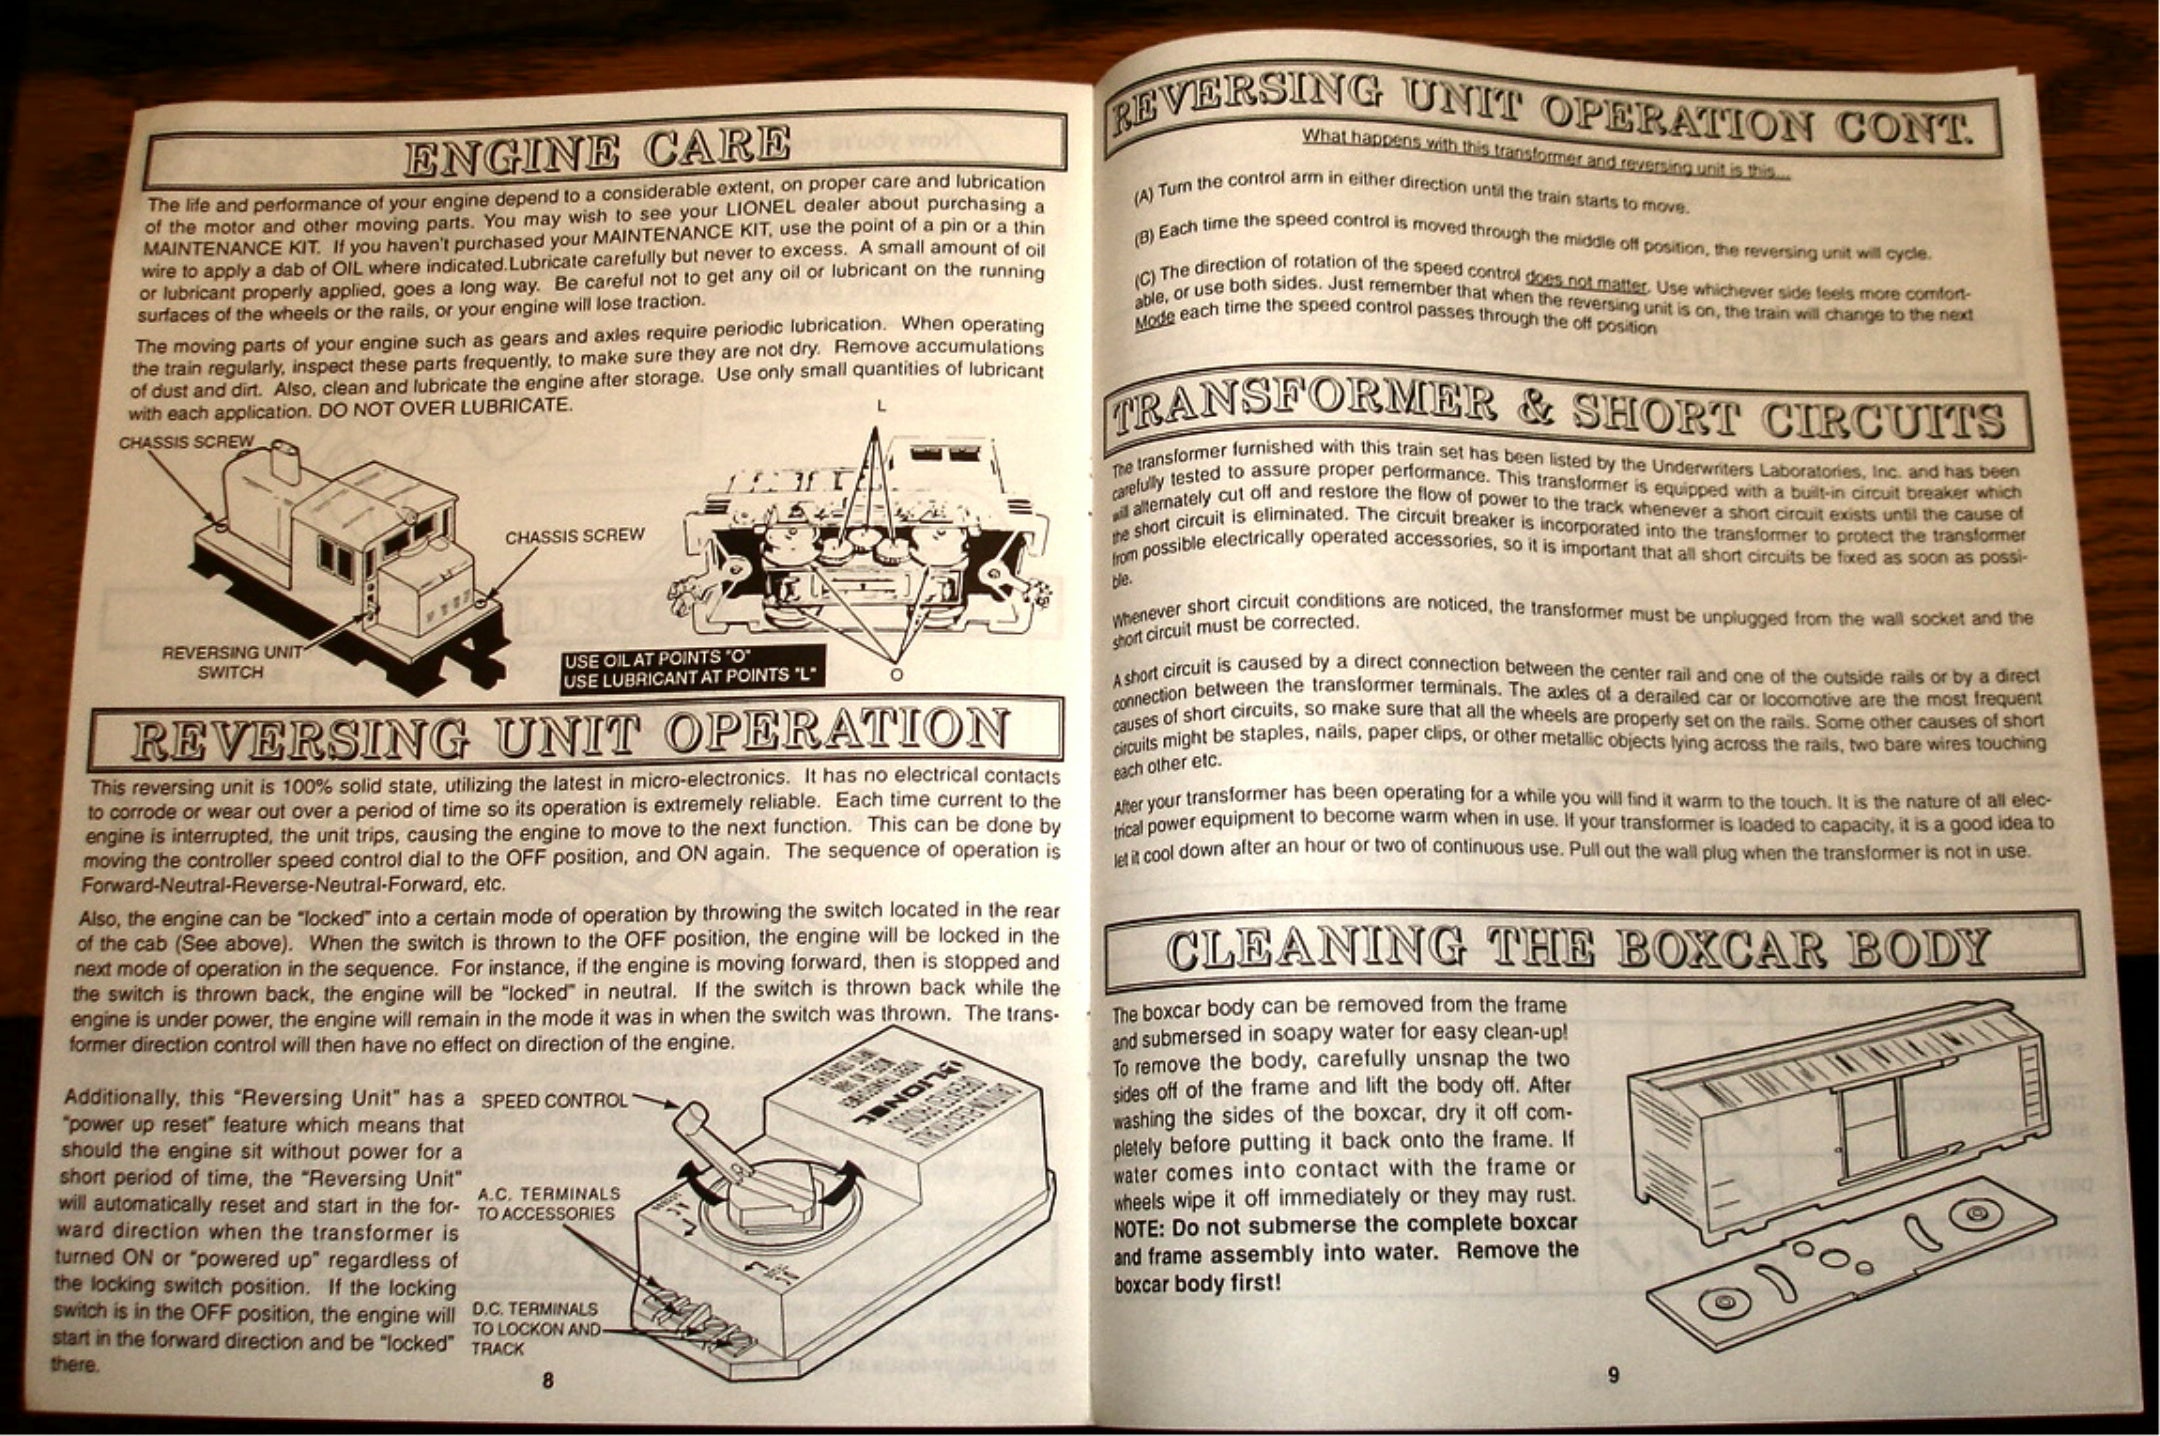 ENGINE CARE
The life and performance of your engine depend to a considerable extent, on proper care and lubrication
of the motor and other moving parts. You may wish to see your LIONEL dealer about purchasing a
MAINTENANCE KIT. If you haven't purchased your MAINTENANCE KIT, use the point of a pin or a thin
wire to apply a dab of OIL where indicated.Lubricate carefully but never to excess. A small amount of oil
or lubricant properly applied, goes a long way. Be careful not to get any oil or lubricant on the running
surfaces of the wheels or the rails, or your engine will lose traction.
The moving parts of your engine such as gears and axles require periodic lubrication. When operating
the train regularly, inspect these parts frequently, to make sure they are not dry. Remove accumulations
of dust and dirt. Also, clean and lubricate the engine after storage. Use only small quantities of lubricant
with each application. DO NOT OVER LUBRICATE.
CHASSIS SCREW
L
CHASSIS SCREW
REVERSING UNIT
SWITCH
USE OIL AT POINTS "O"
USE LUBRICANT AT POINTS "L"
O
REVERSING UNIT OPERATION
This reversing unit is 100% solid state, utilizing the latest in micro-electronics. It has no electrical contacts
to corrode or wear out over a period of time so its operation is extremely reliable. Each time current to the
engine is interrupted, the unit trips, causing the engine to move to the next function. This can be done by
moving the controller speed control dial to the OFF position, and ON again. The sequence of operation is
Forward-Neutral-Reverse-Neutral-Forward, etc.
Also, the engine can be "locked" into a certain mode of operation by throwing the switch located in the rear
of the cab (See above). When the switch is thrown to the OFF position, the engine will be locked in the
next mode of operation in the sequence. For instance, if the engine is moving forward, then is stopped and
the switch is thrown back, the engine will be "locked" in neutral. If the switch is thrown back while the
engine is under power, the engine will remain in the mode it was in when the switch was thrown. The trans-
former direction control will then have no effect on direction of the engine.
Additionally, this "Reversing Unit" has a
"power up reset" feature which means that
should the engine sit without power for a
short period of time, the "Reversing Unit"
will automatically reset and start in the for-
ward direction when the transformer is
turned ON or "powered up" regardless of
the locking switch position. If the locking
switch is in the OFF position, the engine will
start in the forward direction and be "locked"
there.
SPEED CONTROL
A.C. TERMINALS
TO ACCESSORIES
D.C. TERMINALS
TO LOCKON AND
TRACK
LIONEL
8
REVERSING UNIT OPERATION CONT.
What happens with this transformer and reversing unit is this....
(A) Turn the control arm in either direction until the train starts to move.
(B) Each time the speed control is moved through the middle off position, the reversing unit will cycle.
(C) The direction of rotation of the speed control does not matter. Use whichever side feels more comfort-
able, or use both sides. Just remember that when the reversing unit is on, the train will change to the next
Mode each time the speed control passes through the off position
TRANSFORMER & SHORT CIRCUITS
The transformer furnished with this train set has been listed by the Underwriters Laboratories, Inc. and has been
carefully tested to assure proper performance. This transformer is equipped with a built-in circuit breaker which
will alternately cut off and restore the flow of power to the track whenever a short circuit exists until the cause of
the short circuit is eliminated. The circuit breaker is incorporated into the transformer to protect the transformer
from possible electrically operated accessories, so it is important that all short circuits be fixed as soon as possi-
ble.
Whenever short circuit conditions are noticed, the transformer must be unplugged from the wall socket and the
short circuit must be corrected.
A short circuit is caused by a direct connection between the center rail and one of the outside rails or by a direct
connection between the transformer terminals. The axles of a derailed car or locomotive are the most frequent
causes of short circuits, so make sure that all the wheels are properly set on the rails. Some other causes of short
circuits might be staples, nails, paper clips, or other metallic objects lying across the rails, two bare wires touching
each other etc.
After your transformer has been operating for a while you will find it warm to the touch. It is the nature of all elec-
trical power equipment to become warm when in use. If your transformer is loaded to capacity, it is a good idea to
let it cool down after an hour or two of continuous use. Pull out the wall plug when the transformer is not in use.
CLEANING THE BOXCAR BODY
The boxcar body can be removed from the frame
and submersed in soapy water for easy clean-up!
To remove the body, carefully unsnap the two
sides off of the frame and lift the body off. After
washing the sides of the boxcar, dry it off com-
pletely before putting it back onto the frame. If
water comes into contact with the frame or
wheels wipe it off immediately or they may rust.
NOTE: Do not submerse the complete boxcar
and frame assembly into water. Remove the
boxcar body first!
9